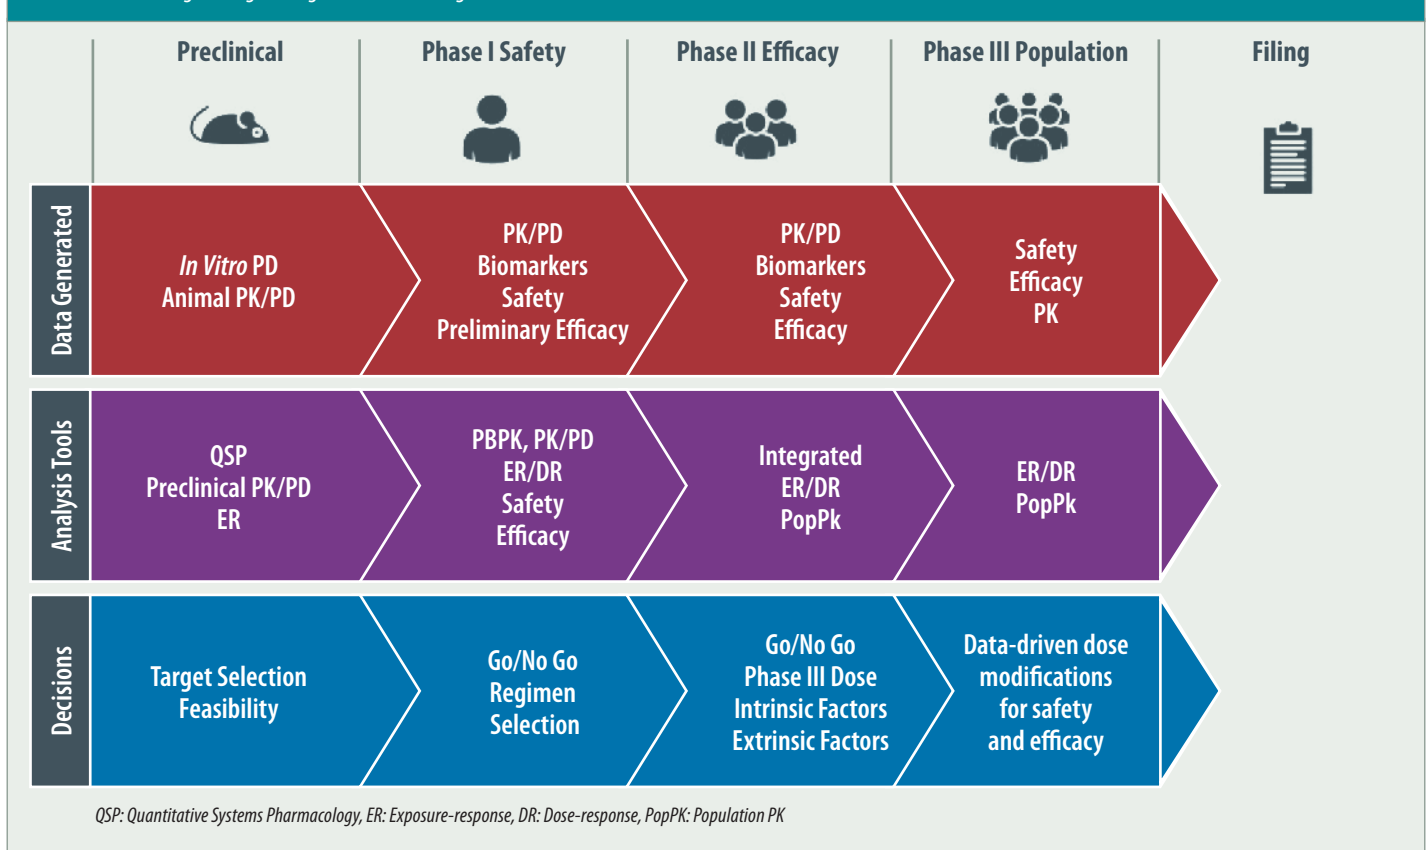 Preclinical
Phase I Safety
Phase II Efficacy
Phase III Population
Filing
Data Generated
In Vitro PD
Animal PK/PD
PK/PD
Biomarkers
Safety
Preliminary Efficacy
PK/PD
Biomarkers
Safety
Efficacy
Safety
Efficacy
PK
Analysis Tools
QSP
Preclinical PK/PD
ER
PBPK, PK/PD
ER/DR
Safety
Efficacy
Integrated
ER/DR
PopPk
ER/DR
PopPk
Decisions
Target Selection
Feasibility
Go/No Go
Regimen
Selection
Go/No Go
Phase III Dose
Intrinsic Factors
Extrinsic Factors
Data-driven dose
modifications
for safety
and efficacy
QSP: Quantitative Systems Pharmacology, ER: Exposure-response, DR: Dose-response, PopPK: Population PK